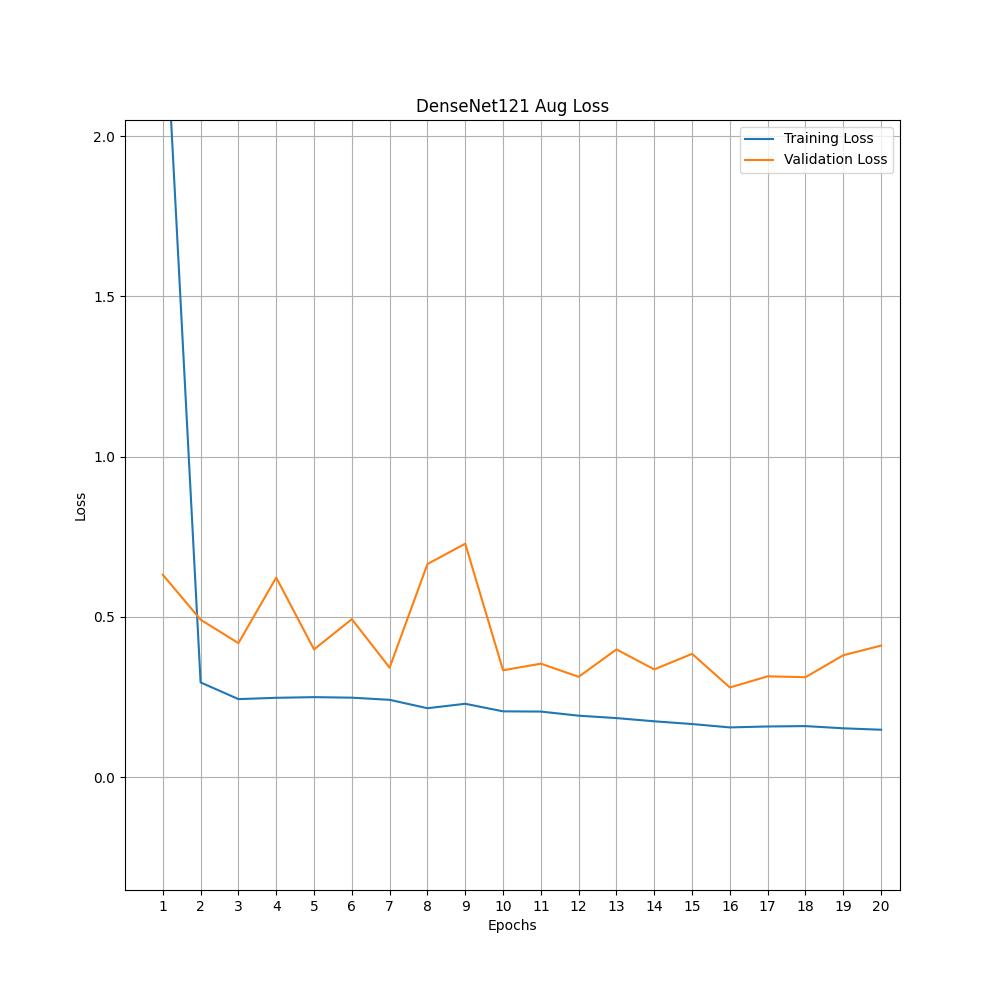 DenseNet121 Aug Loss
Training Loss
Validation Loss
2.0
1.5
1.0
0.5
0.0
Loss
1 2 3 4 5 6 7 8 9 10 11 12 13 14 15 16 17 18 19 20
Epochs